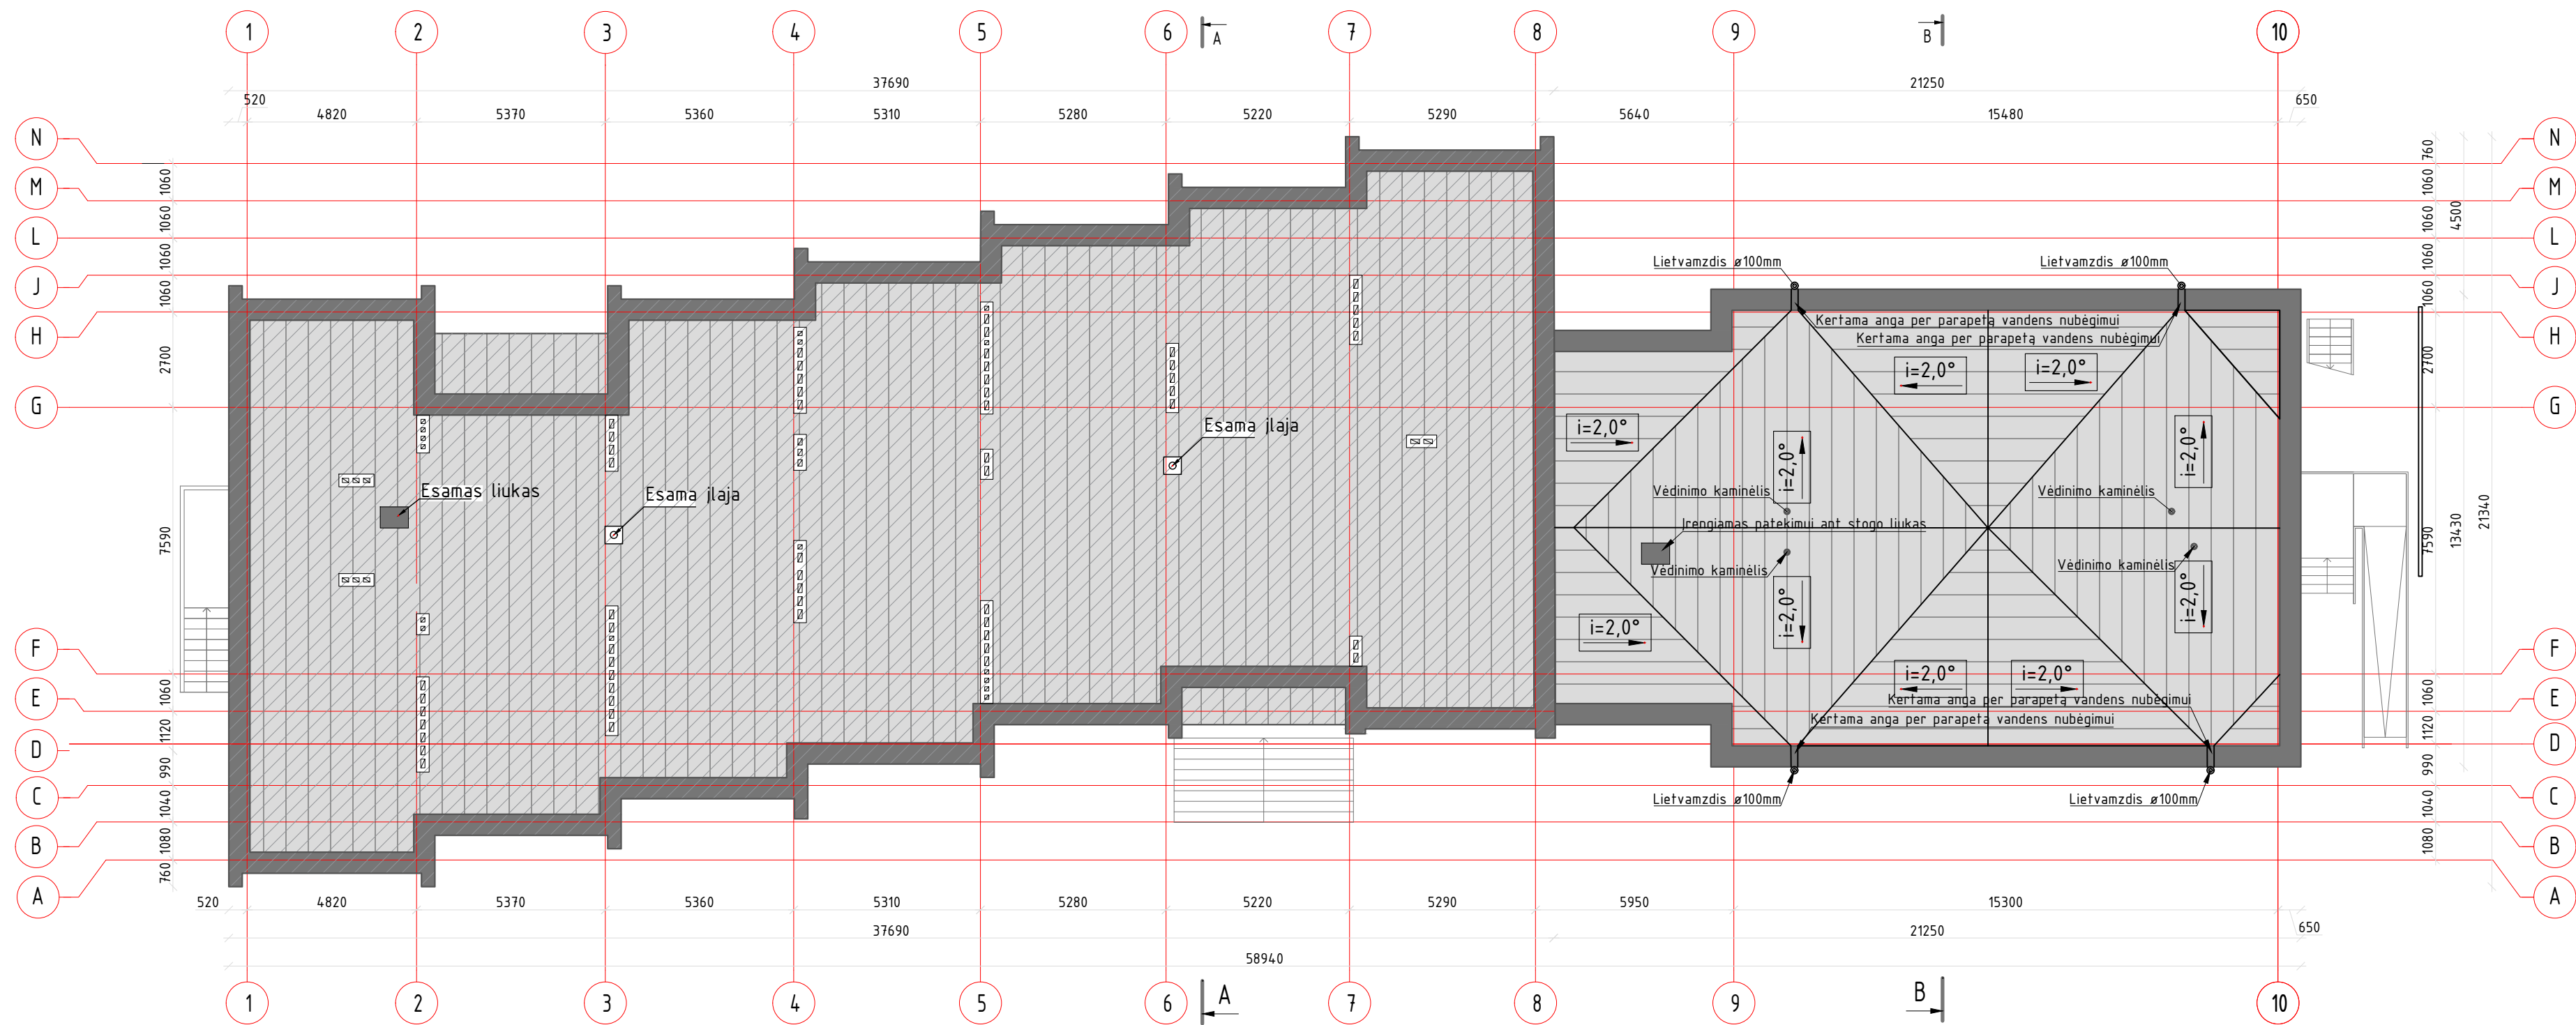 1 2 3 4 5 6 7 8 9 10
A B
37690 21250
520 650
4820 5370 5360 5310 5280 5220 5290 5640 15480
N N
M M
L L
J J
H H
G G
F F
E E
D D
C C
B B
A A
1060
1060
1060
1060
2700
7590
1060
1120
990
1040
1080
760
760
1060
1060
1060
1060
2700
7590
1060
1120
990
1040
1080
4500
13430
21340
Lietvamzdis ø100mm
Lietvamzdis ø100mm
Kertama anga per parapetą vandens nubėgimui
Kertama anga per parapetą vandens nubėgimui
i=2,0°
i=2,0°
i=2,0°
i=2,0°
i=2,0°
Esama įlaja
Esamas liukas
Esama įlaja
Vėdinimo kaminėlis
Vėdinimo kaminėlis
Įrengiamas patekimui ant stogo liukas
Vėdinimo kaminėlis
Vėdinimo kaminėlis
i=2,0°
i=2,0°
i=2,0°
i=2,0°
i=2,0°
Kertama anga per parapetą vandens nubėgimui
Kertama anga per parapetą vandens nubėgimui
Lietvamzdis ø100mm
Lietvamzdis ø100mm
520 4820 5370 5360 5310 5280 5220 5290 5950 15300
37690 21250 650
58940
A B
1 2 3 4 5 6 7 8 9 10